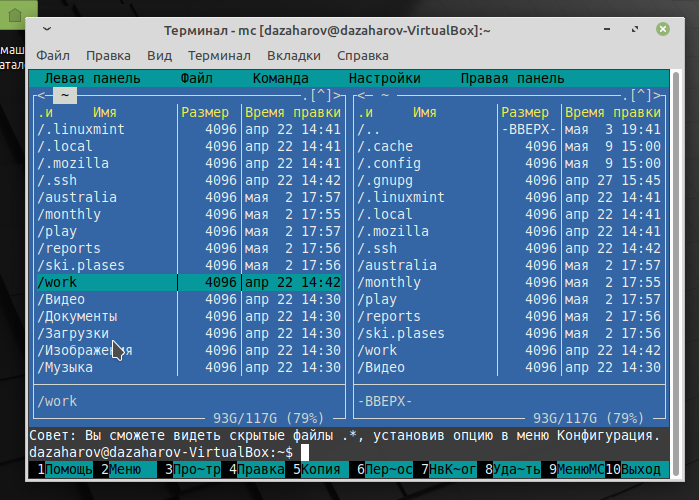 маш
атало
Терминал - mc [dazaharov@dazaharov-VirtualBox]:~
Файл Правка Вид Терминал Вкладки Справка
Левая панель Файл Команда Настройки Правая панель
<─ ~ ─ .[^]> <─ ~ ─ .[^]>
.и Имя Размер Время правки .и Имя Размер Время правки
/.linuxmint 4096 апр 22 14:41 /.. -ВВЕРХ- мая 3 19:41
/.local 4096 апр 22 14:41 /.cache 4096 мая 9 15:00
/.mozilla 4096 апр 22 14:41 /.config 4096 мая 9 15:00
/.ssh 4096 апр 22 14:42 /.gnupg 4096 апр 27 15:45
/australia 4096 мая 2 17:57 /.linuxmint 4096 апр 22 14:41
/monthly 4096 мая 2 17:55 /.local 4096 апр 22 14:41
/play 4096 мая 2 17:57 /.mozilla 4096 апр 22 14:41
/reports 4096 мая 2 17:56 /.ssh 4096 апр 22 14:42
/ski.plases 4096 мая 2 17:56 /australia 4096 мая 2 17:57
/work 4096 апр 22 14:42 /monthly 4096 мая 2 17:55
/Видео 4096 апр 22 14:30 /play 4096 мая 2 17:57
/Документы 4096 апр 22 14:30 /reports 4096 мая 2 17:56
/Загрузки 4096 апр 22 14:30 /ski.plases 4096 мая 2 17:56
/Изображения 4096 апр 22 14:30 /work 4096 апр 22 14:42
/Музыка 4096 апр 22 14:30 /Видео 4096 апр 22 14:30
/work -ВВЕРХ-
93G/117G (79%) 93G/117G (79%)
Совет: Вы сможете видеть скрытые файлы .*, установив опцию в меню Конфигурация.
dazaharov@dazaharov-VirtualBox:~$
1Помощь 2Меню 3Про~тр 4Правка 5Копия 6Пер~ос 7НвК~ог 8Уда~ть 9МенюМС 10Выход